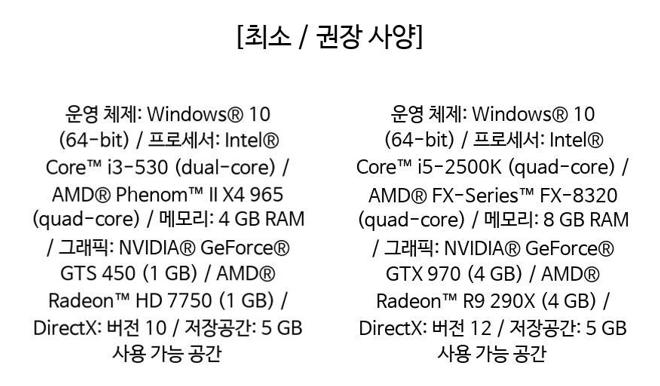 [최소 / 권장 사양]
운영 체제: Windows® 10
(64-bit) / 프로세서: Intel®
Core™ i3-530 (dual-core) /
AMD® Phenom™ II X4 965
(quad-core) / 메모리: 4 GB RAM
/ 그래픽: NVIDIA® GeForce®
GTS 450 (1 GB) / AMD®
Radeon™ HD 7750 (1 GB) /
DirectX: 버전 10 / 저장공간: 5 GB
사용 가능 공간
운영 체제: Windows® 10
(64-bit) / 프로세서: Intel®
Core™ i5-2500K (quad-core) /
AMD® FX-Series™ FX-8320
(quad-core) / 메모리: 8 GB RAM
/ 그래픽: NVIDIA® GeForce®
GTX 970 (4 GB) / AMD®
Radeon™ R9 290X (4 GB) /
DirectX: 버전 12 / 저장공간: 5 GB
사용 가능 공간